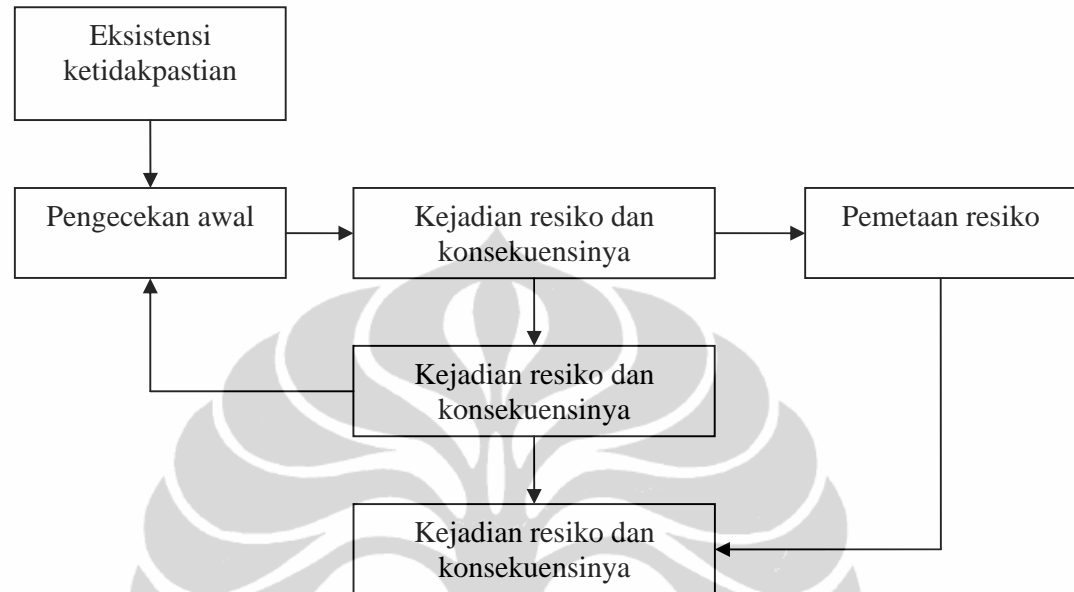 Eksistensi
ketidakpastian
Pengecekan awal
Kejadian resiko dan
konsekuensinya
Pemetaan resiko
Kejadian resiko dan
konsekuensinya
Kejadian resiko dan
konsekuensinya